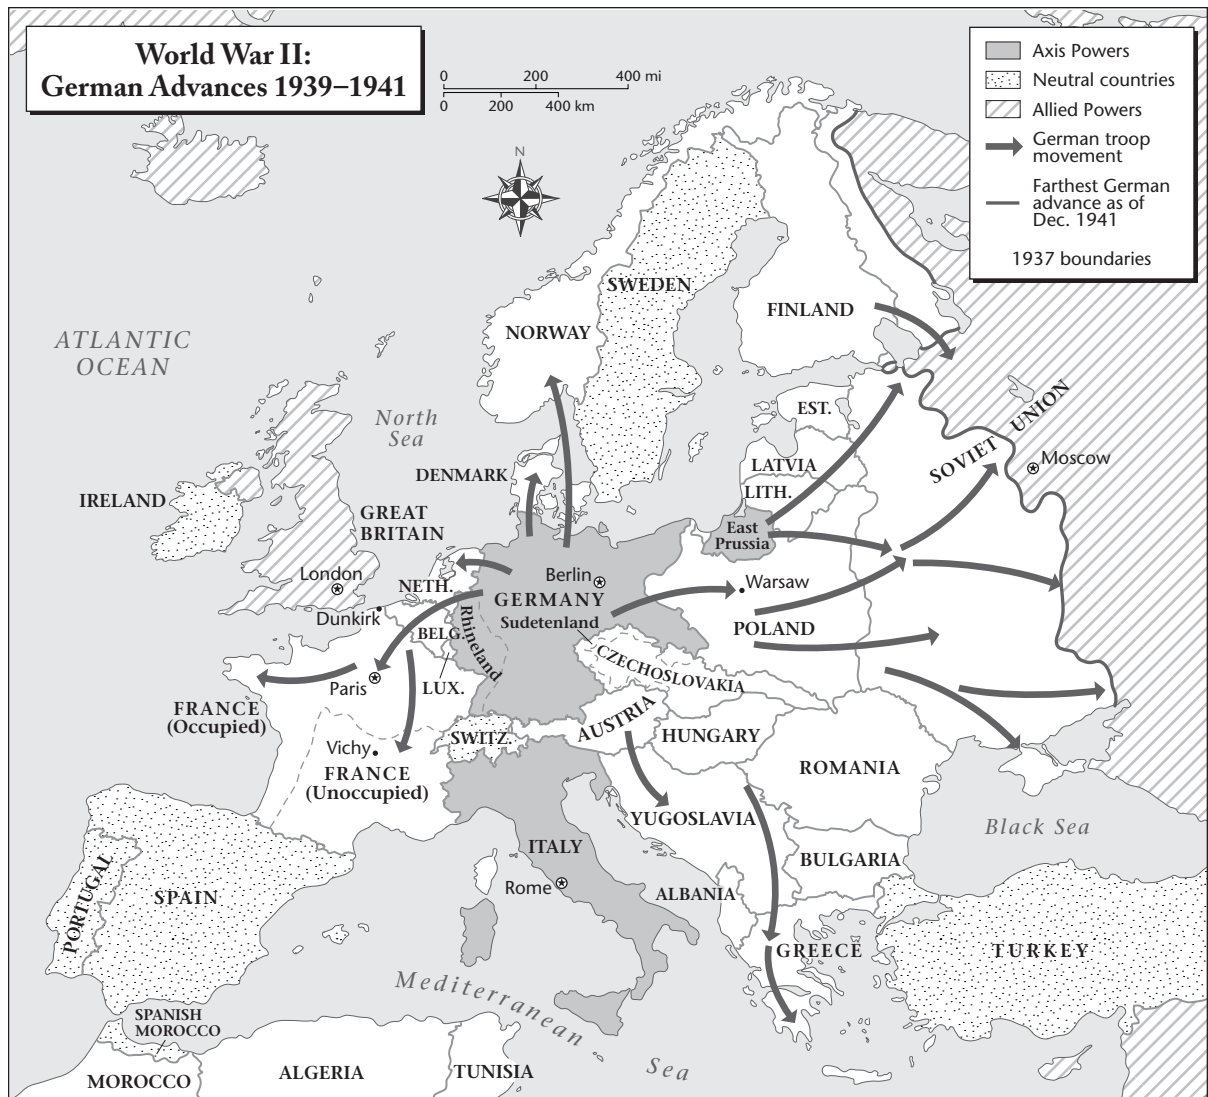 World War II:
German Advances 1939–1941
0 200 400 mi
0 200 400 km
N
Axis Powers
Neutral countries
Allied Powers
German troop
movement
Farthest German
advance as of
Dec. 1941
1937 boundaries
ATLANTIC
OCEAN
North
Sea
NORWAY
SWEDEN
FINLAND
EST.
LATVIA
LITH.
East
Prussia
SOVIET UNION
Moscow
DENMARK
IRELAND
GREAT
BRITAIN
London
Dunkirk
NETH.
BELG.
LUX.
Rhineland
Berlin
GERMANY
Sudetenland
Warsaw
POLAND
CZECHOSLOVAKIA
Paris
FRANCE
(Occupied)
Vichy
FRANCE
(Unoccupied)
SWITZ.
AUSTRIA
HUNGARY
ROMANIA
YUGOSLAVIA
BULGARIA
Black Sea
ITALY
Rome
ALBANIA
GREECE
TURKEY
PORTUGAL
SPAIN
Mediterranean
Sea
SPANISH
MOROCCO
MOROCCO
ALGERIA
TUNISIA